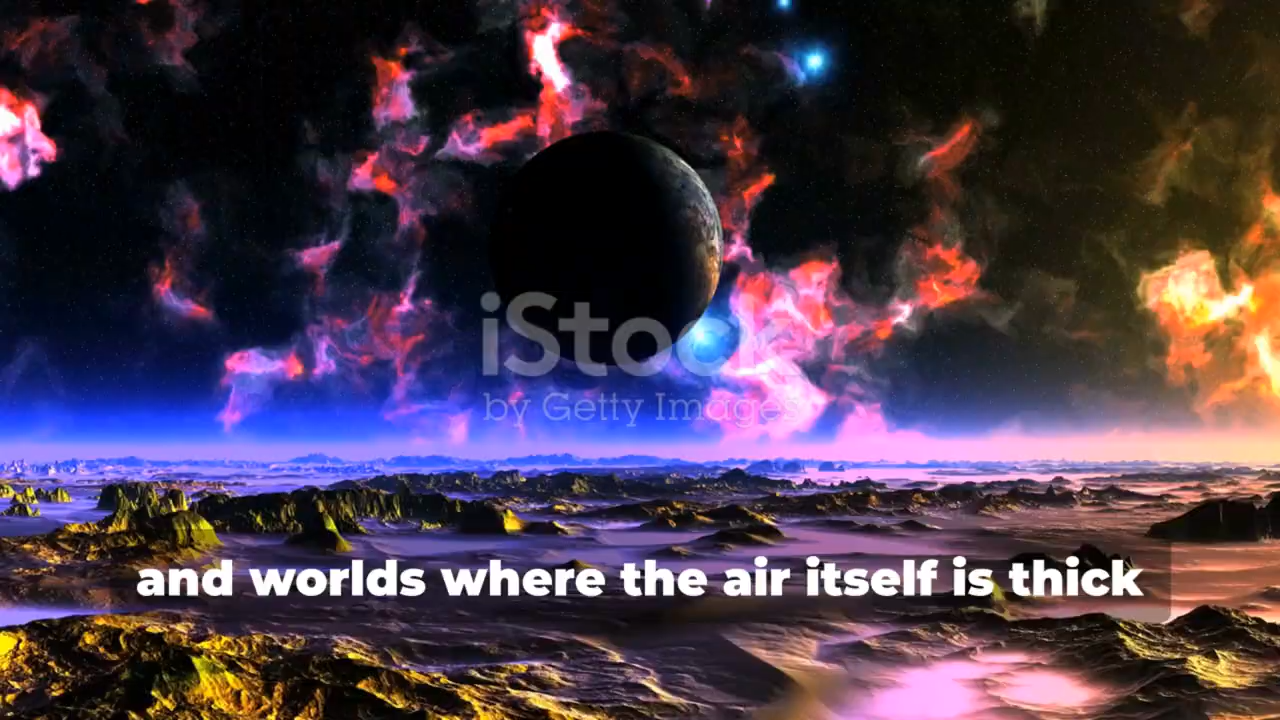 iStock
by Getty Images
and worlds where the air itself is thick